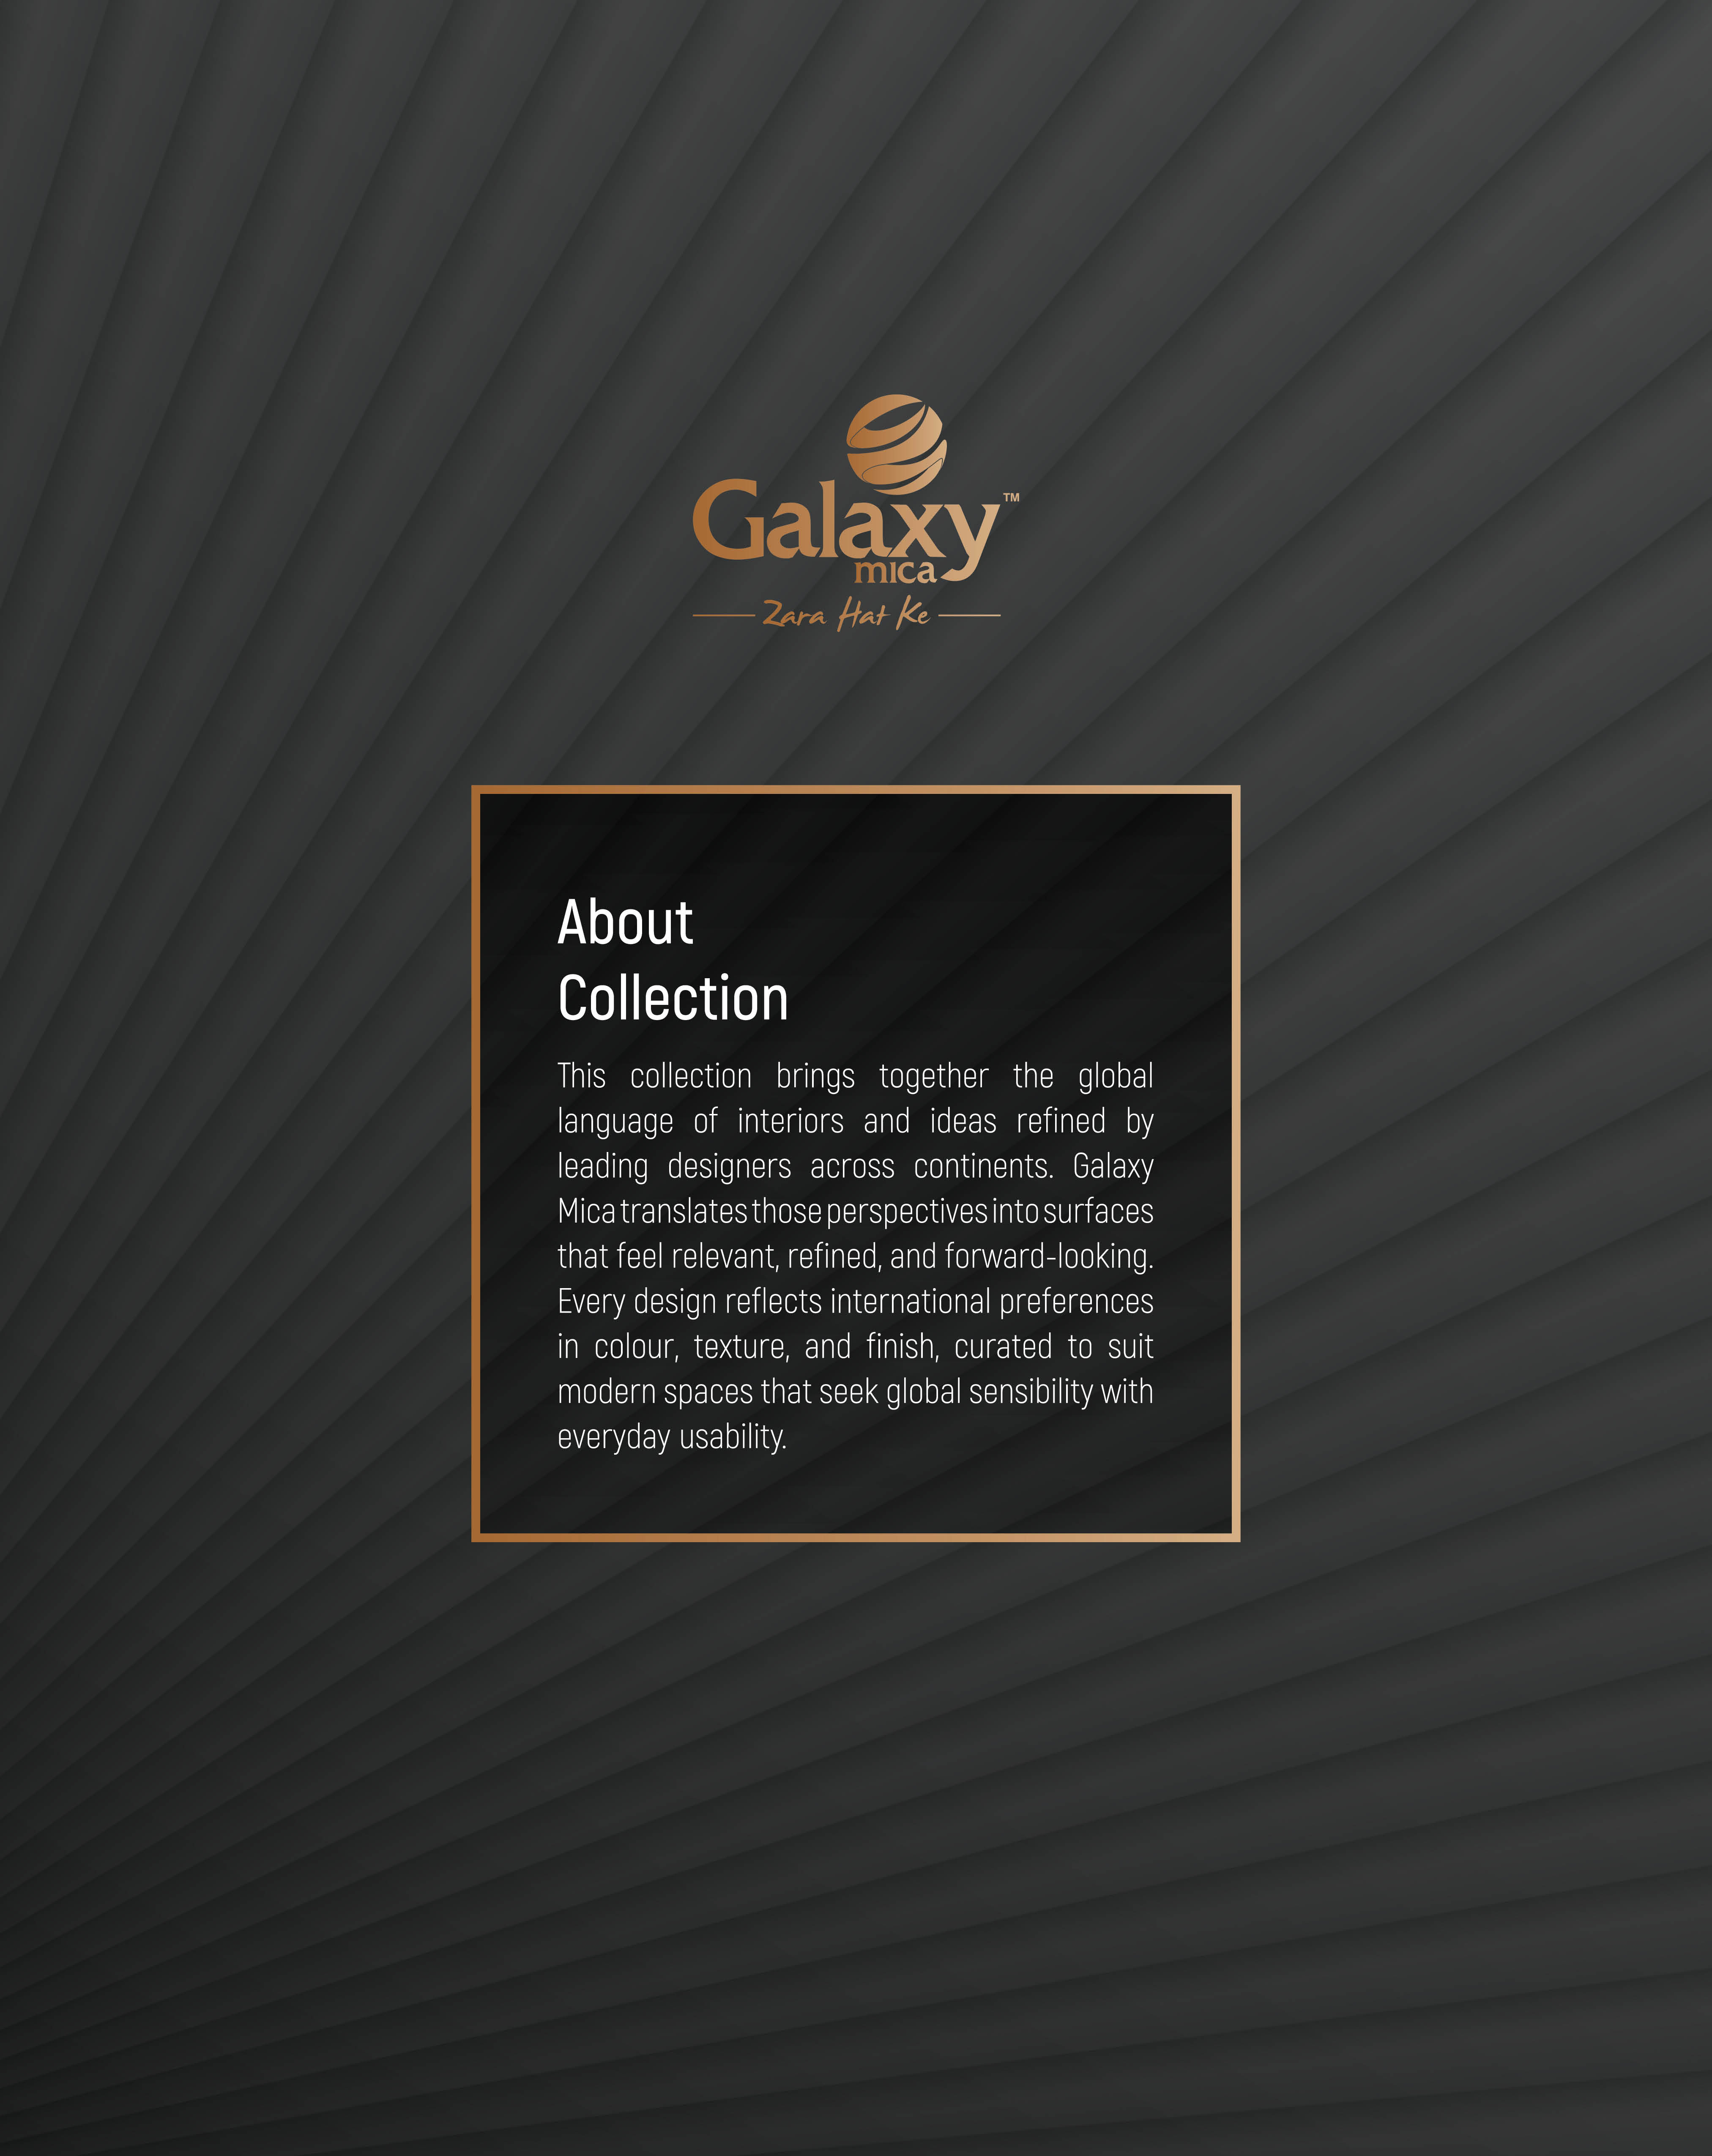 Galaxy™
mica
Zara Hat Ke
About
Collection
This collection brings together the global
language of interiors and ideas refined by
leading designers across continents. Galaxy
Mica translates those perspectives into surfaces
that feel relevant, refined, and forward-looking.
Every design reflects international preferences
in colour, texture, and finish, curated to suit
modern spaces that seek global sensibility with
everyday usability.